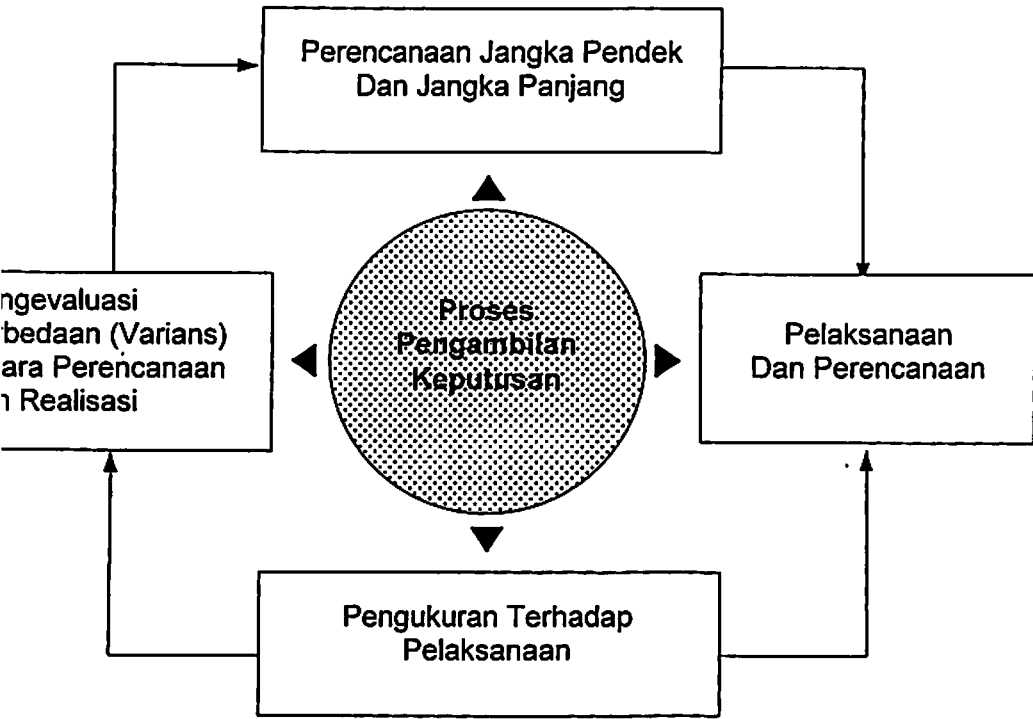 Perencanaan Jangka Pendek
Dan Jangka Panjang
ngevaluasi
rbedaan (Varians)
ara Perencanaan
n Realisasi
Proses
Pengambilan
Keputusan
Pelaksanaan
Dan Perencanaan
Pengukuran Terhadap
Pelaksanaan